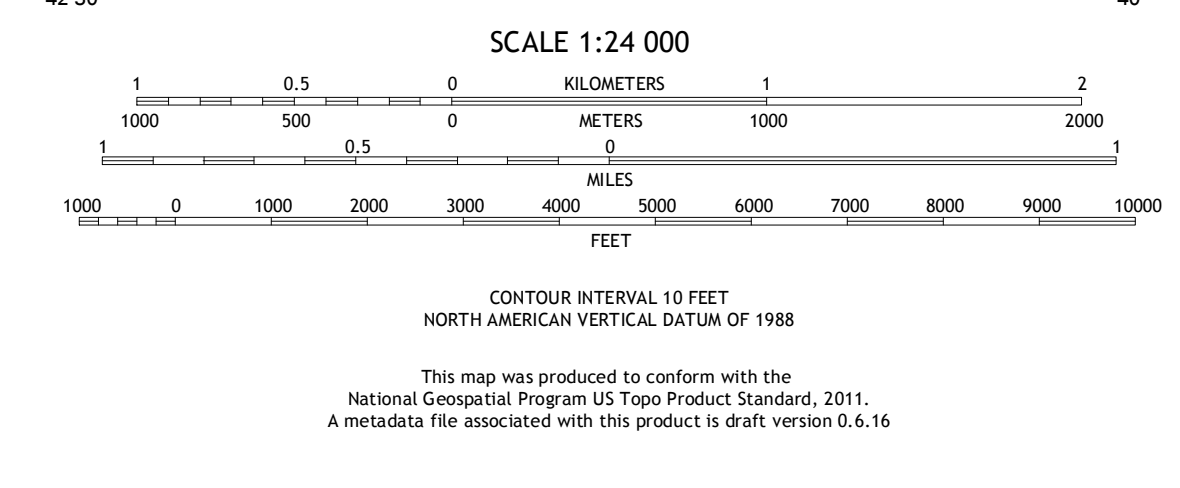 SCALE 1:24 000
1 0.5 0 KILOMETERS 1 2
1000 500 0 METERS 1000 2000
1 0.5 0 1
MILES
1000 0 1000 2000 3000 4000 5000 6000 7000 8000 9000 10000
FEET
CONTOUR INTERVAL 10 FEET
NORTH AMERICAN VERTICAL DATUM OF 1988
This map was produced to conform with the
National Geospatial Program US Topo Product Standard, 2011.
A metadata file associated with this product is draft version 0.6.16